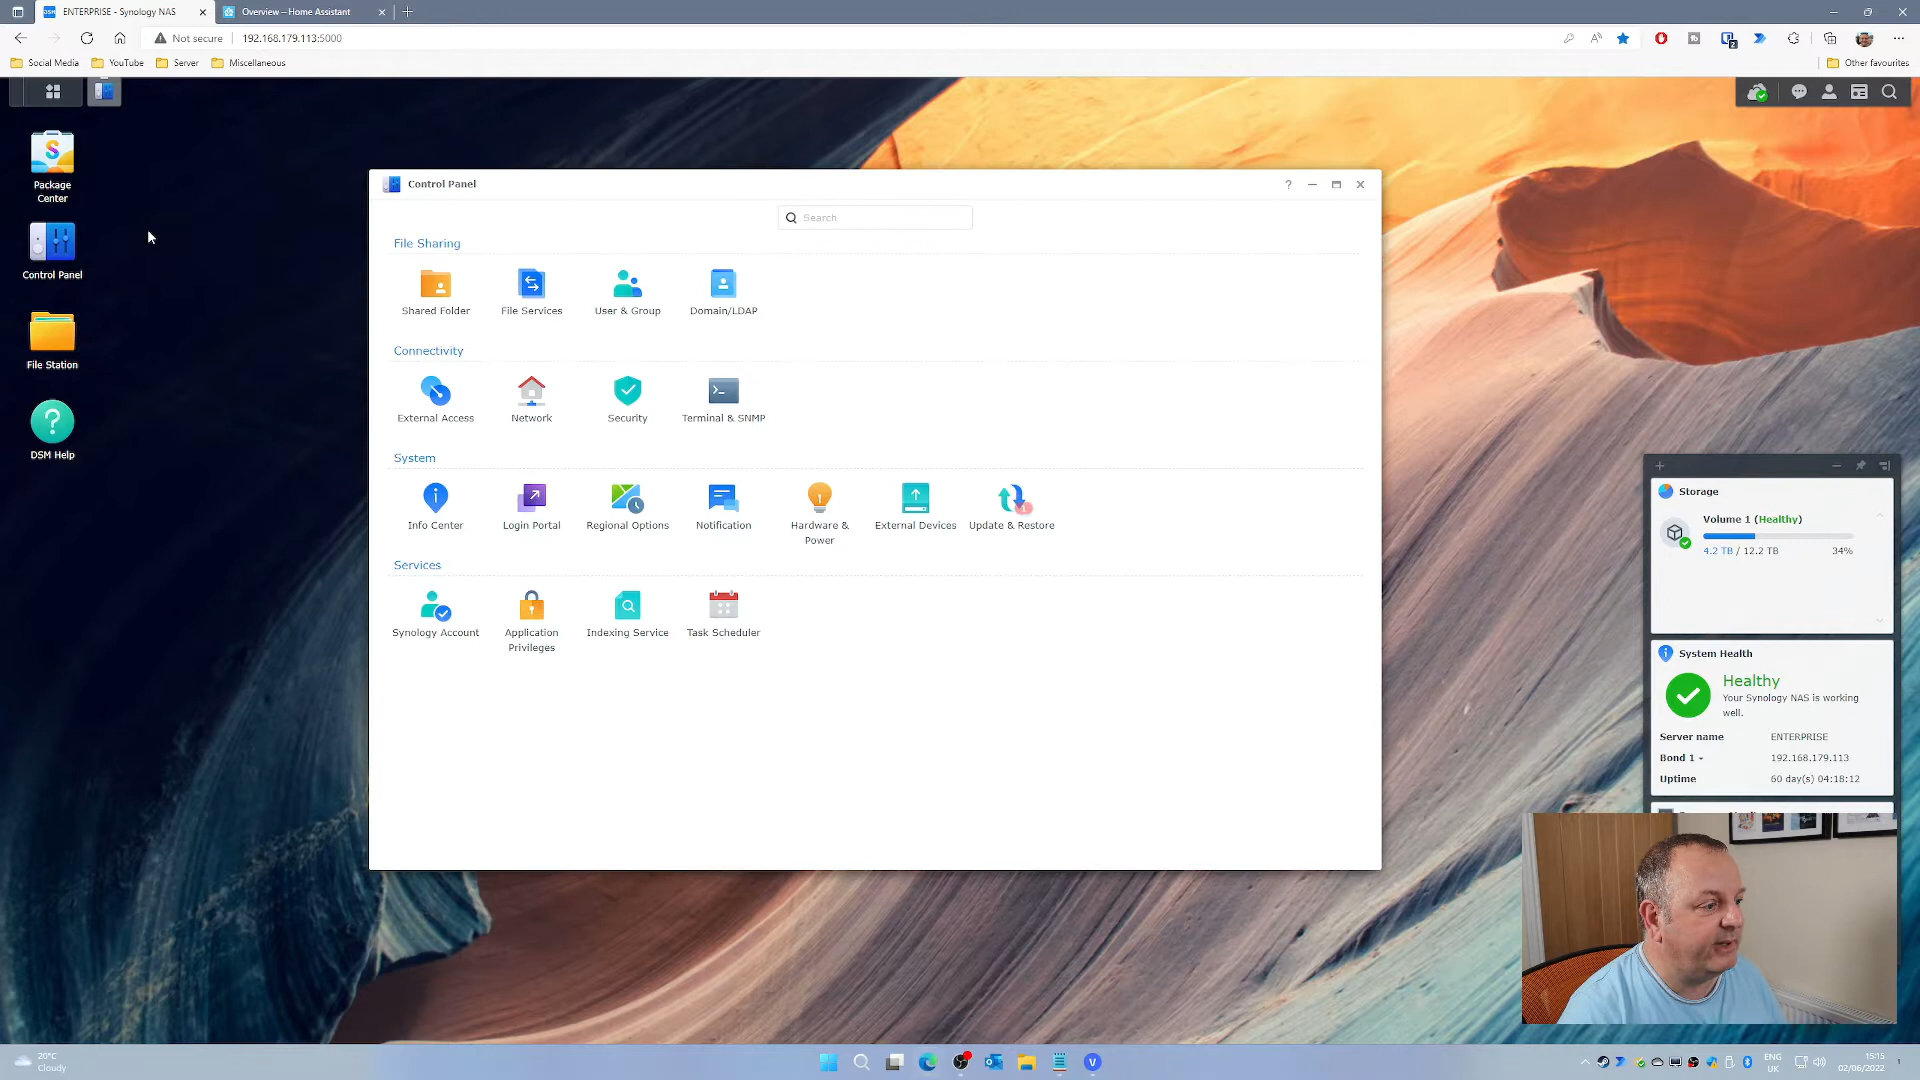 ENTERPRISE - Synology NAS
Overview – Home Assistant
Not secure
192.168.179.113:5000
2
Social Media
YouTube
Server
Miscellaneous
Other favourites
Package
Center
Control Panel
File Station
DSM Help
Control Panel
Search
File Sharing
Shared Folder
File Services
User & Group
Domain/LDAP
Connectivity
External Access
Network
Security
Terminal & SNMP
System
Info Center
Login Portal
Regional Options
Notification
Hardware &
Power
External Devices
Update & Restore
Services
Synology Account
Application
Privileges
Indexing Service
Task Scheduler
Storage
Volume 1 (Healthy)
4.2 TB / 12.2 TB
34%
System Health
Healthy
Your Synology NAS is working
well.
Server name
ENTERPRISE
Bond 1
192.168.179.113
Uptime
60 day(s) 04:18:12
20°C
Cloudy
ENG
UK
15:15
02/06/2022
1